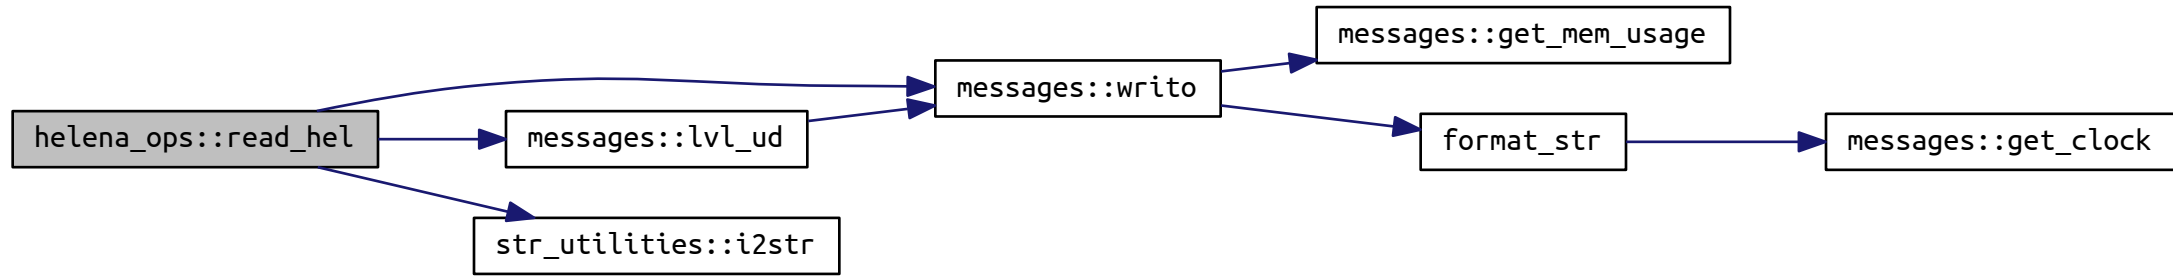 helena_ops::read_hel
messages::lvl_ud
str_utilities::i2str
messages::writo
messages::get_mem_usage
format_str
messages::get_clock